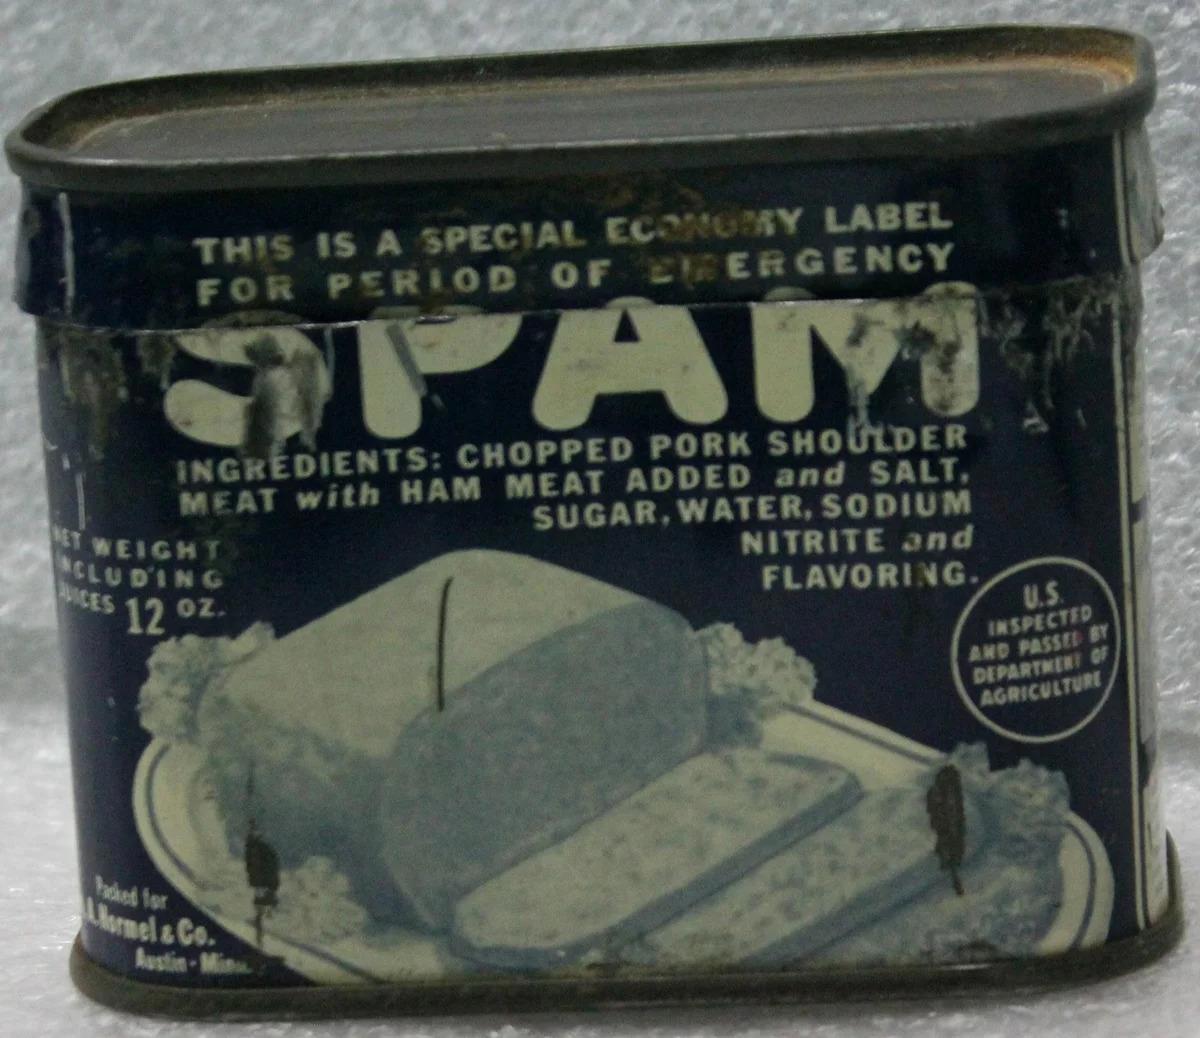 THIS IS A SPECIAL ECONOMY LABEL
FOR PERIOD OF EMERGENCY
SPAM
INGREDIENTS: CHOPPED PORK SHOULDER
MEAT with HAM MEAT ADDED and SALT,
SUGAR, WATER, SODIUM
NITRITE and
FLAVORING.
NET WEIGHT
INCLUDING
JUICES 12 OZ.
U.S.
INSPECTED
AND PASSED BY
DEPARTMENT OF
AGRICULTURE
Packed for
A. Hormel & Co.
Austin - Minn.